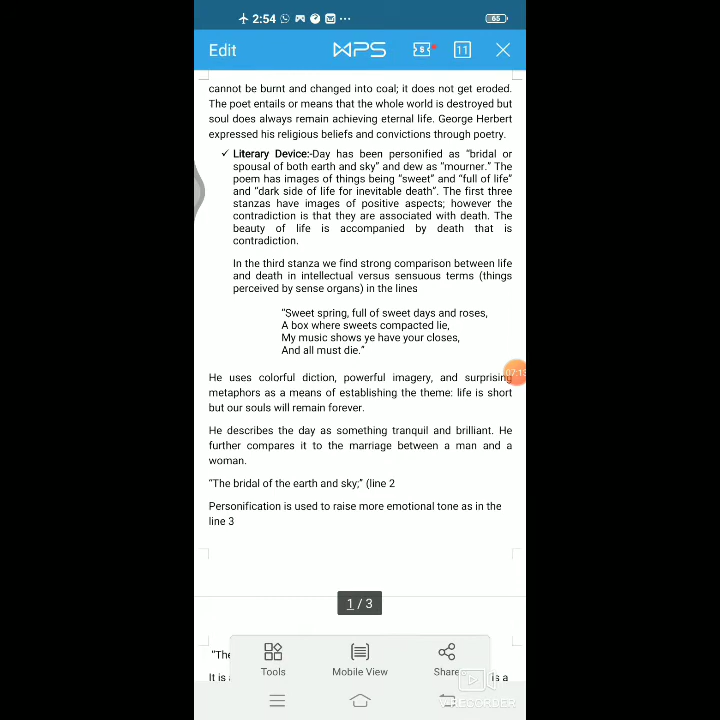 2:54
65
Edit
WPS
$
11
cannot be burnt and changed into coal; it does not get eroded.
The poet entails or means that the whole world is destroyed but
soul does always remain achieving eternal life. George Herbert
expressed his religious beliefs and convictions through poetry.
✓ Literary Device:-Day has been personified as “bridal or
spousal of both earth and sky” and dew as “mourner.” The
poem has images of things being “sweet” and “full of life”
and “dark side of life for inevitable death”. The first three
stanzas have images of positive aspects; however the
contradiction is that they are associated with death. The
beauty of life is accompanied by death that is
contradiction.
In the third stanza we find strong comparison between life
and death in intellectual versus sensuous terms (things
perceived by sense organs) in the lines
“Sweet spring, full of sweet days and roses,
A box where sweets compacted lie,
My music shows ye have your closes,
And all must die.”
He uses colorful diction, powerful imagery, and surprising
metaphors as a means of establishing the theme: life is short
but our souls will remain forever.
He describes the day as something tranquil and brilliant. He
further compares it to the marriage between a man and a
woman.
“The bridal of the earth and sky;” (line 2
Personification is used to raise more emotional tone as in the
line 3
1 / 3
It is
is a
Tools
Mobile View
Share
RECORDER